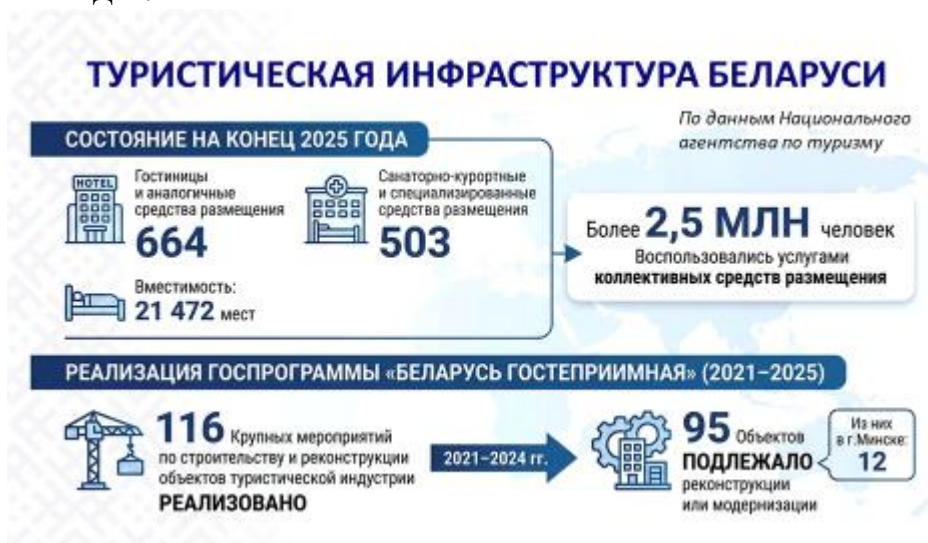 ТУРИСТИЧЕСКАЯ ИНФРАСТРУКТУРА БЕЛАРУСИ
По данным Национального
агентства по туризму
СОСТОЯНИЕ НА КОНЕЦ 2025 ГОДА
HOTEL
Гостиницы
и аналогичные
средства размещения
664
Санаторно-курортные
и специализированные
средства размещения
503
Вместимость:
21 472 мест
Более 2,5 МЛН человек
Воспользовались услугами
коллективных средств размещения
РЕАЛИЗАЦИЯ ГОСПРОГРАММЫ «БЕЛАРУСЬ ГОСТЕПРИИМНАЯ» (2021–2025)
116 Крупных мероприятий
по строительству и реконструкции
объектов туристической индустрии
РЕАЛИЗОВАНО
2021–2024 гг.
95 Объектов
ПОДЛЕЖАЛО
реконструкции
или модернизации
Из них
в г.Минске:
12